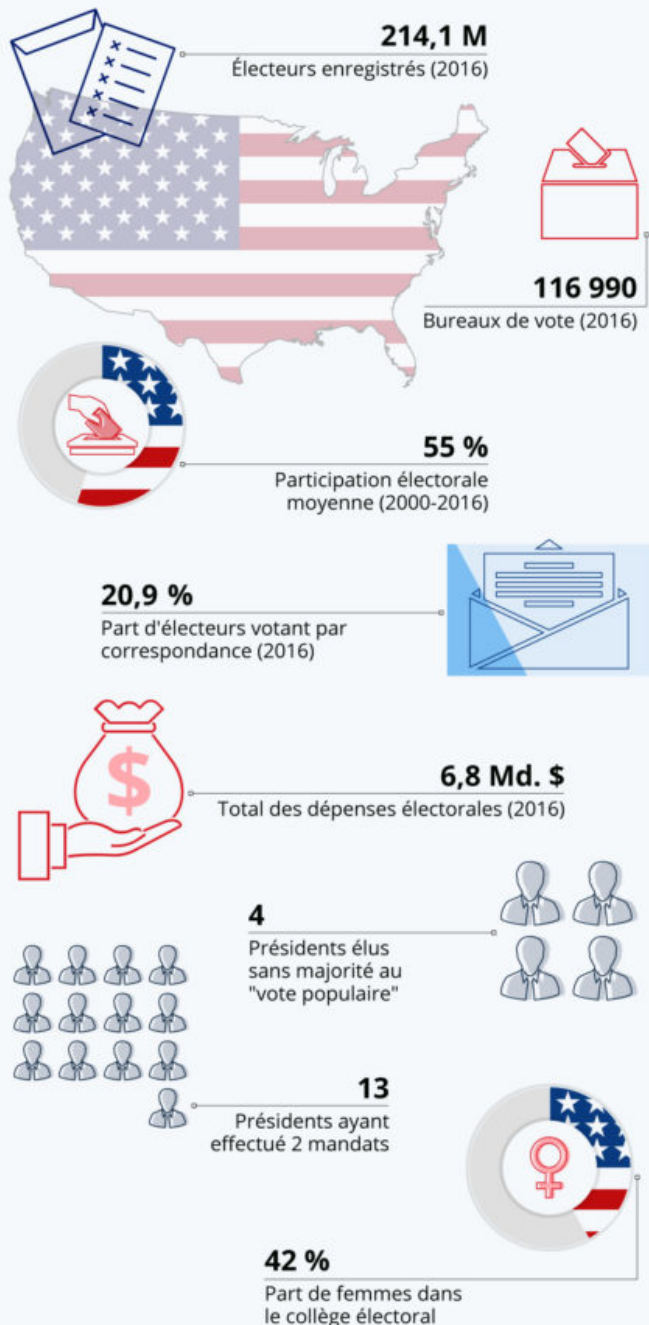 214,1 M
Électeurs enregistrés (2016)
116 990
Bureaux de vote (2016)
55 %
Participation électorale
moyenne (2000-2016)
20,9 %
Part d'électeurs votant par
correspondance (2016)
$
6,8 Md. $
Total des dépenses électorales (2016)
4
Présidents élus
sans majorité au
"vote populaire"
13
Présidents ayant
effectué 2 mandats
42 %
Part de femmes dans
le collège électoral